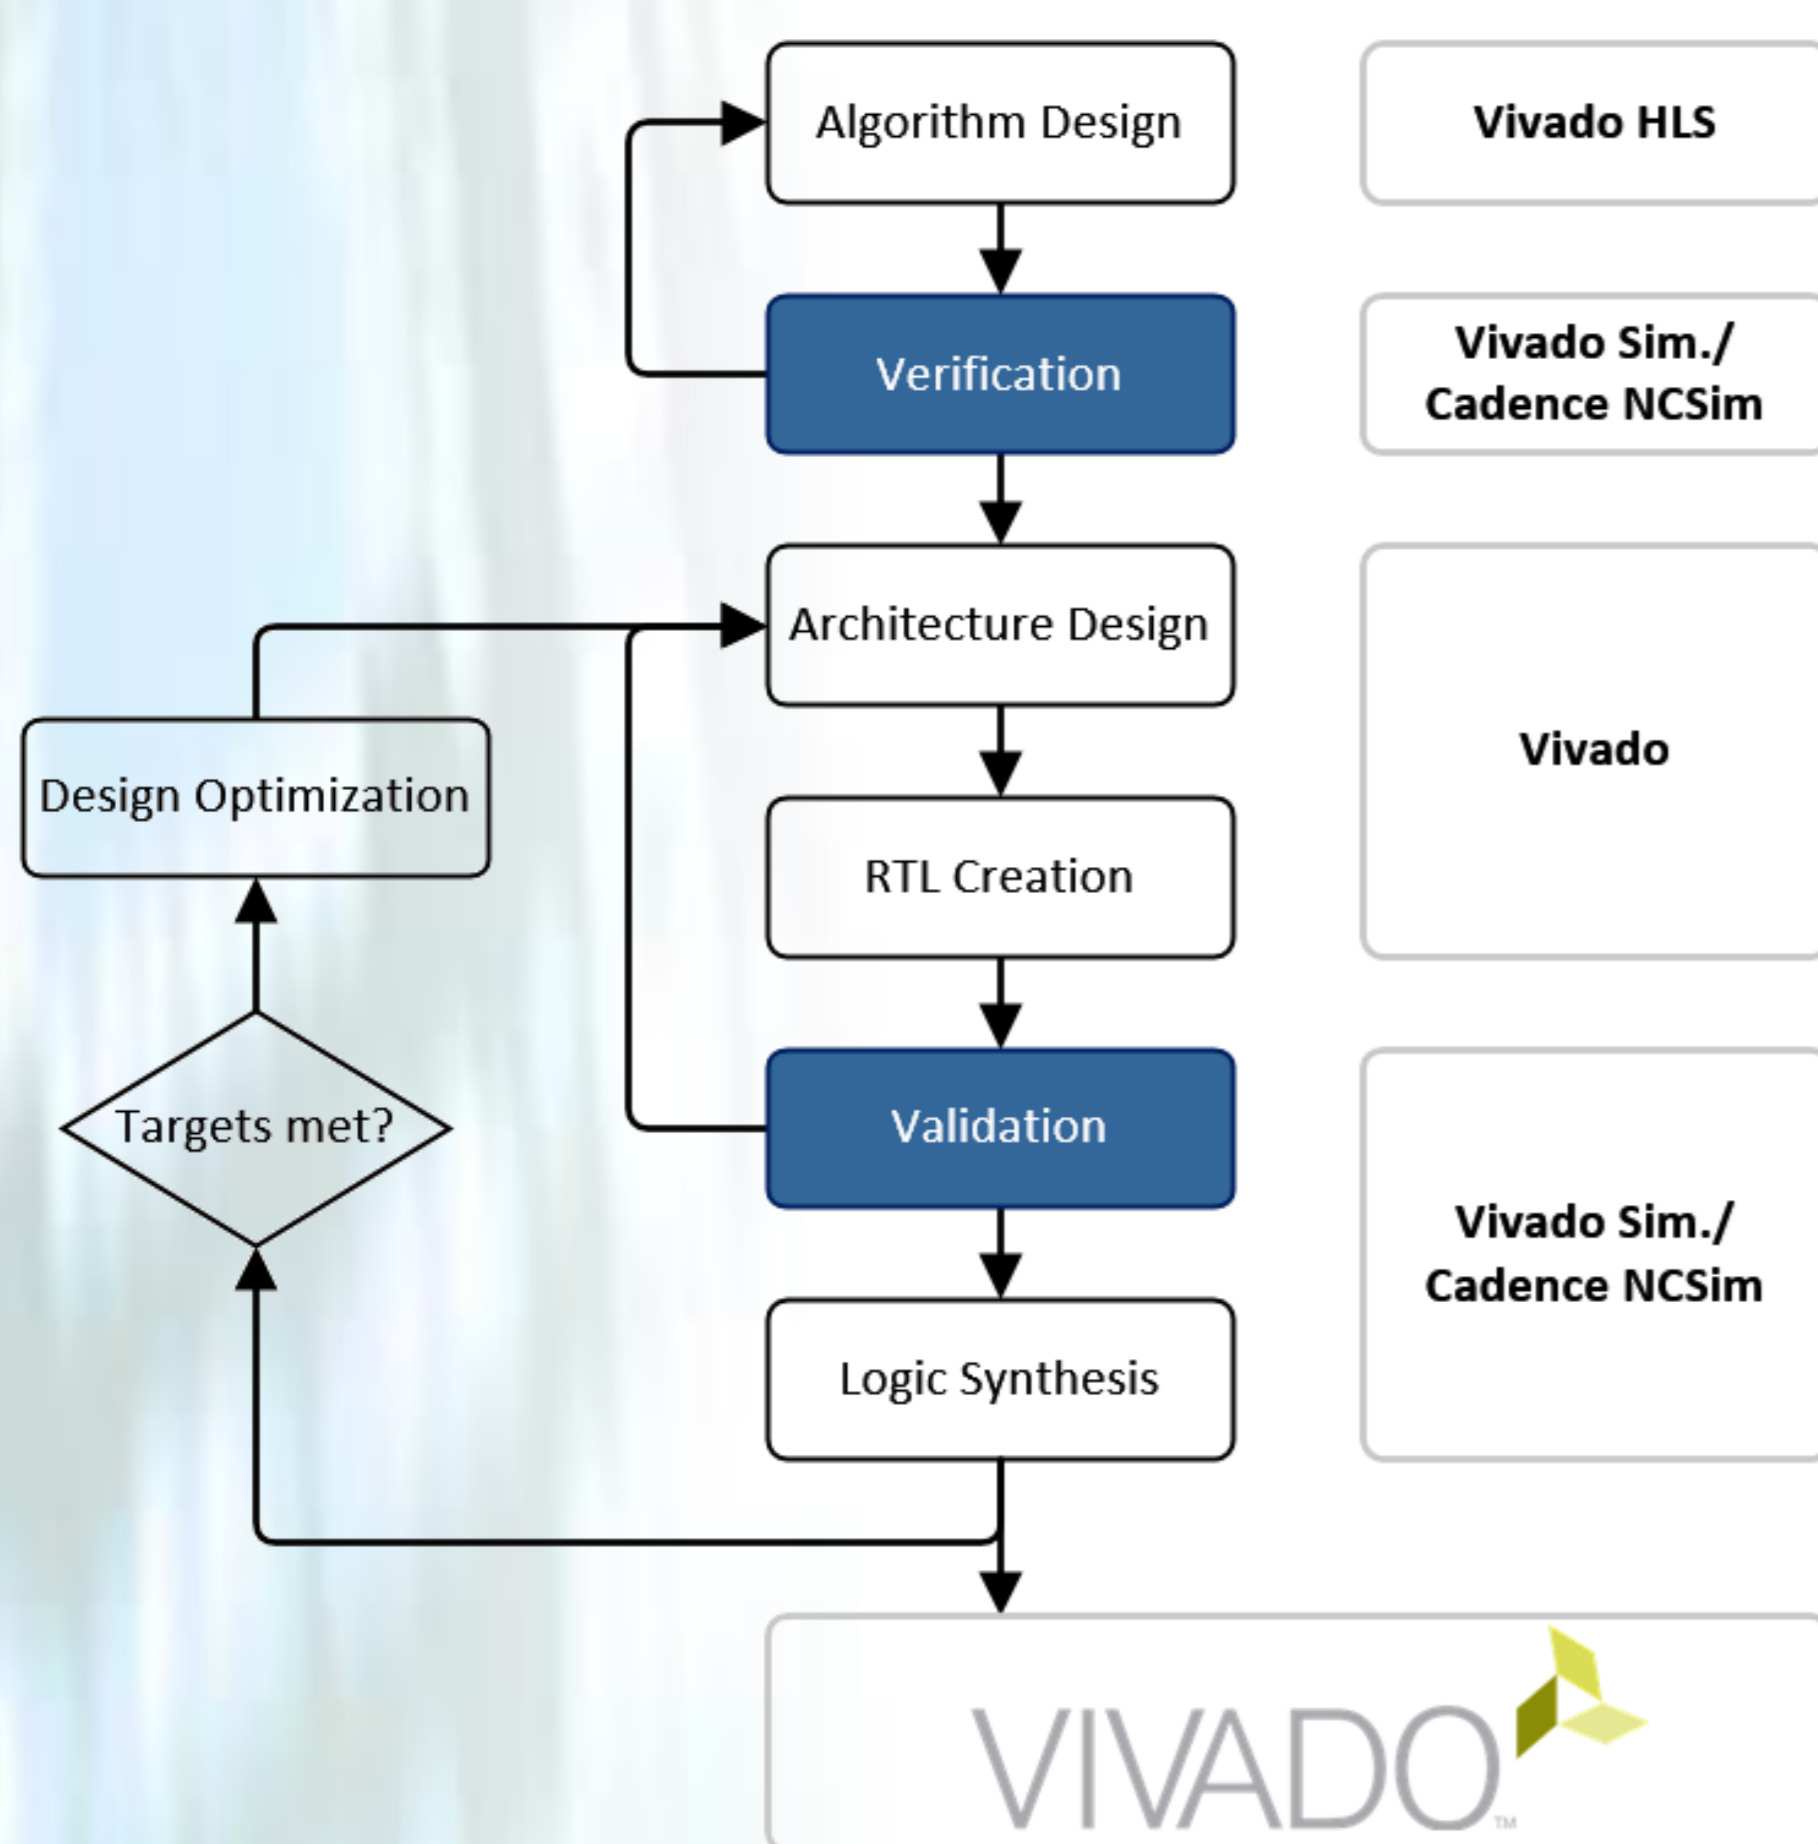 Algorithm Design
Vivado HLS
Verification
Vivado Sim./
Cadence NCSim
Architecture Design
Vivado
Design Optimization
RTL Creation
Targets met?
Validation
Vivado Sim./
Cadence NCSim
Logic Synthesis
VIVADO™